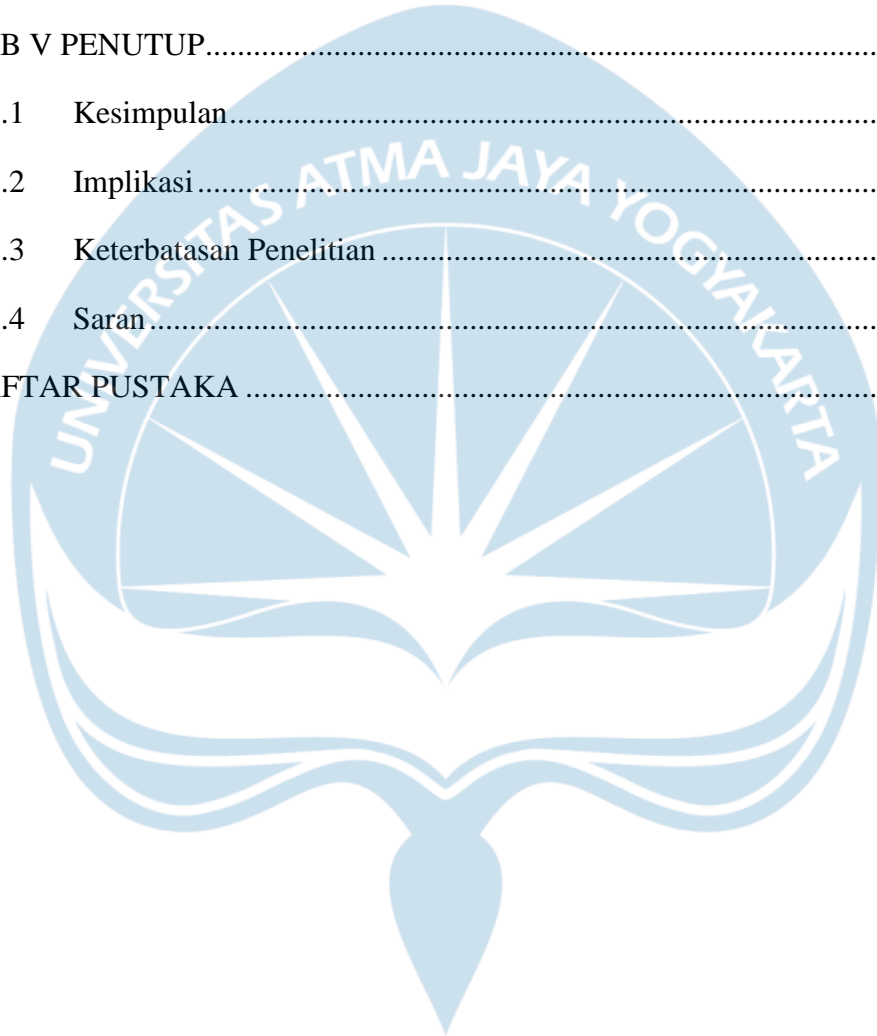 B V PENUTUP..............................................................................
.1 Kesimpulan...........................................................................
.2 Implikasi...............................................................................
.3 Keterbatasan Penelitian.........................................................
.4 Saran.....................................................................................
FTAR PUSTAKA..........................................................................
UNIVERSITAS ATMA JAYA YOGYAKARTA